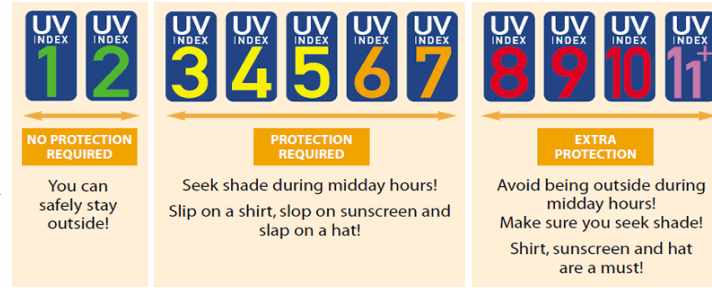 UV INDEX 1
UV INDEX 2
NO PROTECTION
REQUIRED
You can
safely stay
outside!
UV INDEX 3
UV INDEX 4
UV INDEX 5
UV INDEX 6
UV INDEX 7
PROTECTION
REQUIRED
Seek shade during midday hours!
Slip on a shirt, slop on sunscreen and
slap on a hat!
UV INDEX 8
UV INDEX 9
UV INDEX 10
UV INDEX 11+
EXTRA
PROTECTION
Avoid being outside during
midday hours!
Make sure you seek shade!
Shirt, sunscreen and hat
are a must!